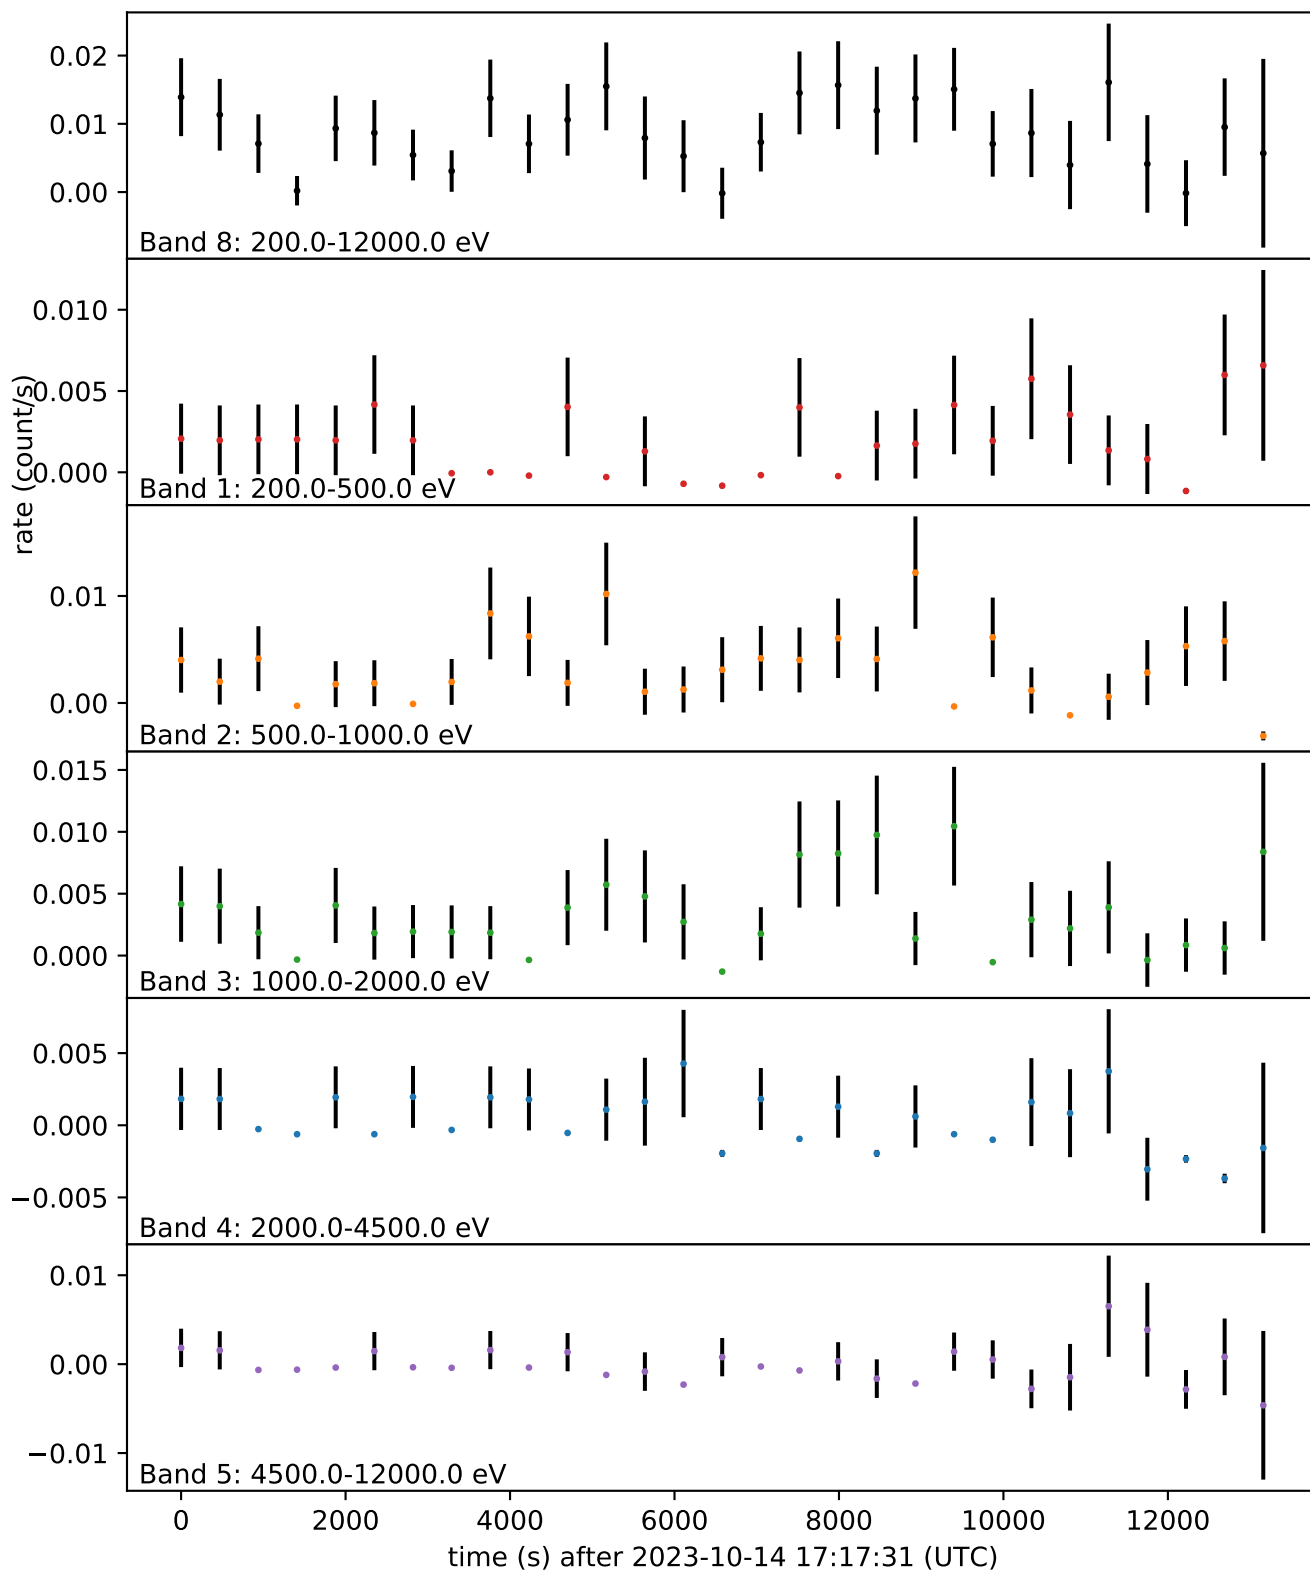 0.02
0.01
0.00
Band 8: 200.0-12000.0 eV
0.010
0.005
0.000
Band 1: 200.0-500.0 eV
rate (count/s)
0.01
0.00
Band 2: 500.0-1000.0 eV
0.015
0.010
0.005
0.000
Band 3: 1000.0-2000.0 eV
0.005
0.000
−0.005
Band 4: 2000.0-4500.0 eV
0.01
0.00
−0.01
Band 5: 4500.0-12000.0 eV
0 2000 4000 6000 8000 10000 12000
time (s) after 2023-10-14 17:17:31 (UTC)